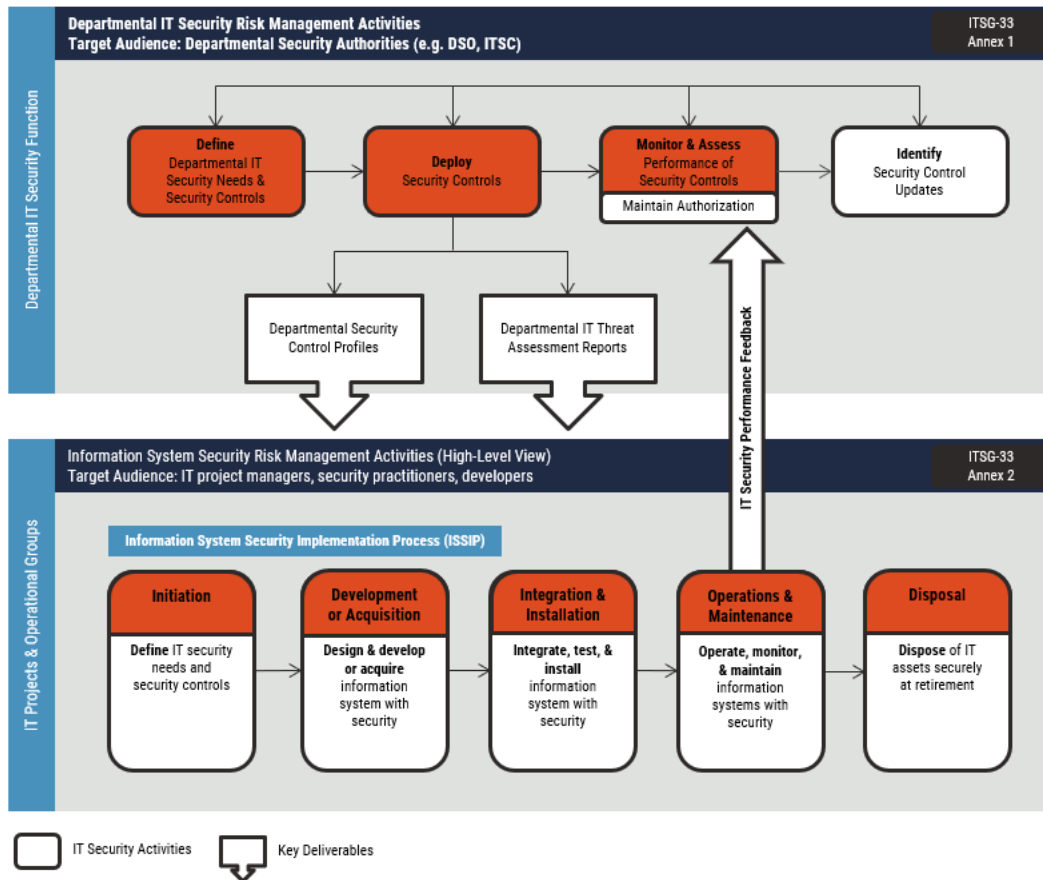 Departmental IT Security Risk Management Activities
Target Audience: Departmental Security Authorities (e.g. DSO, ITSC)
ITSG-33
Annex 1
Departmental IT Security Function
Define
Departmental IT
Security Needs &
Security Controls
Deploy
Security Controls
Monitor & Assess
Performance of
Security Controls
Maintain Authorization
Identify
Security Control
Updates
Departmental Security
Control Profiles
Departmental IT Threat
Assessment Reports
IT Security Performance Feedback
Information System Security Risk Management Activities (High-Level View)
Target Audience: IT project managers, security practitioners, developers
ITSG-33
Annex 2
IT Projects & Operational Groups
Information System Security Implementation Process (ISSIP)
Initiation
Define IT security
needs and
security controls
Development
or Acquisition
Design & develop
or acquire
information
system with
security
Integration &
Installation
Integrate, test, &
install
information
system with
security
Operations &
Maintenance
Operate, monitor,
& maintain
information
systems with
security
Disposal
Dispose of IT
assets securely
at retirement
IT Security Activities
Key Deliverables